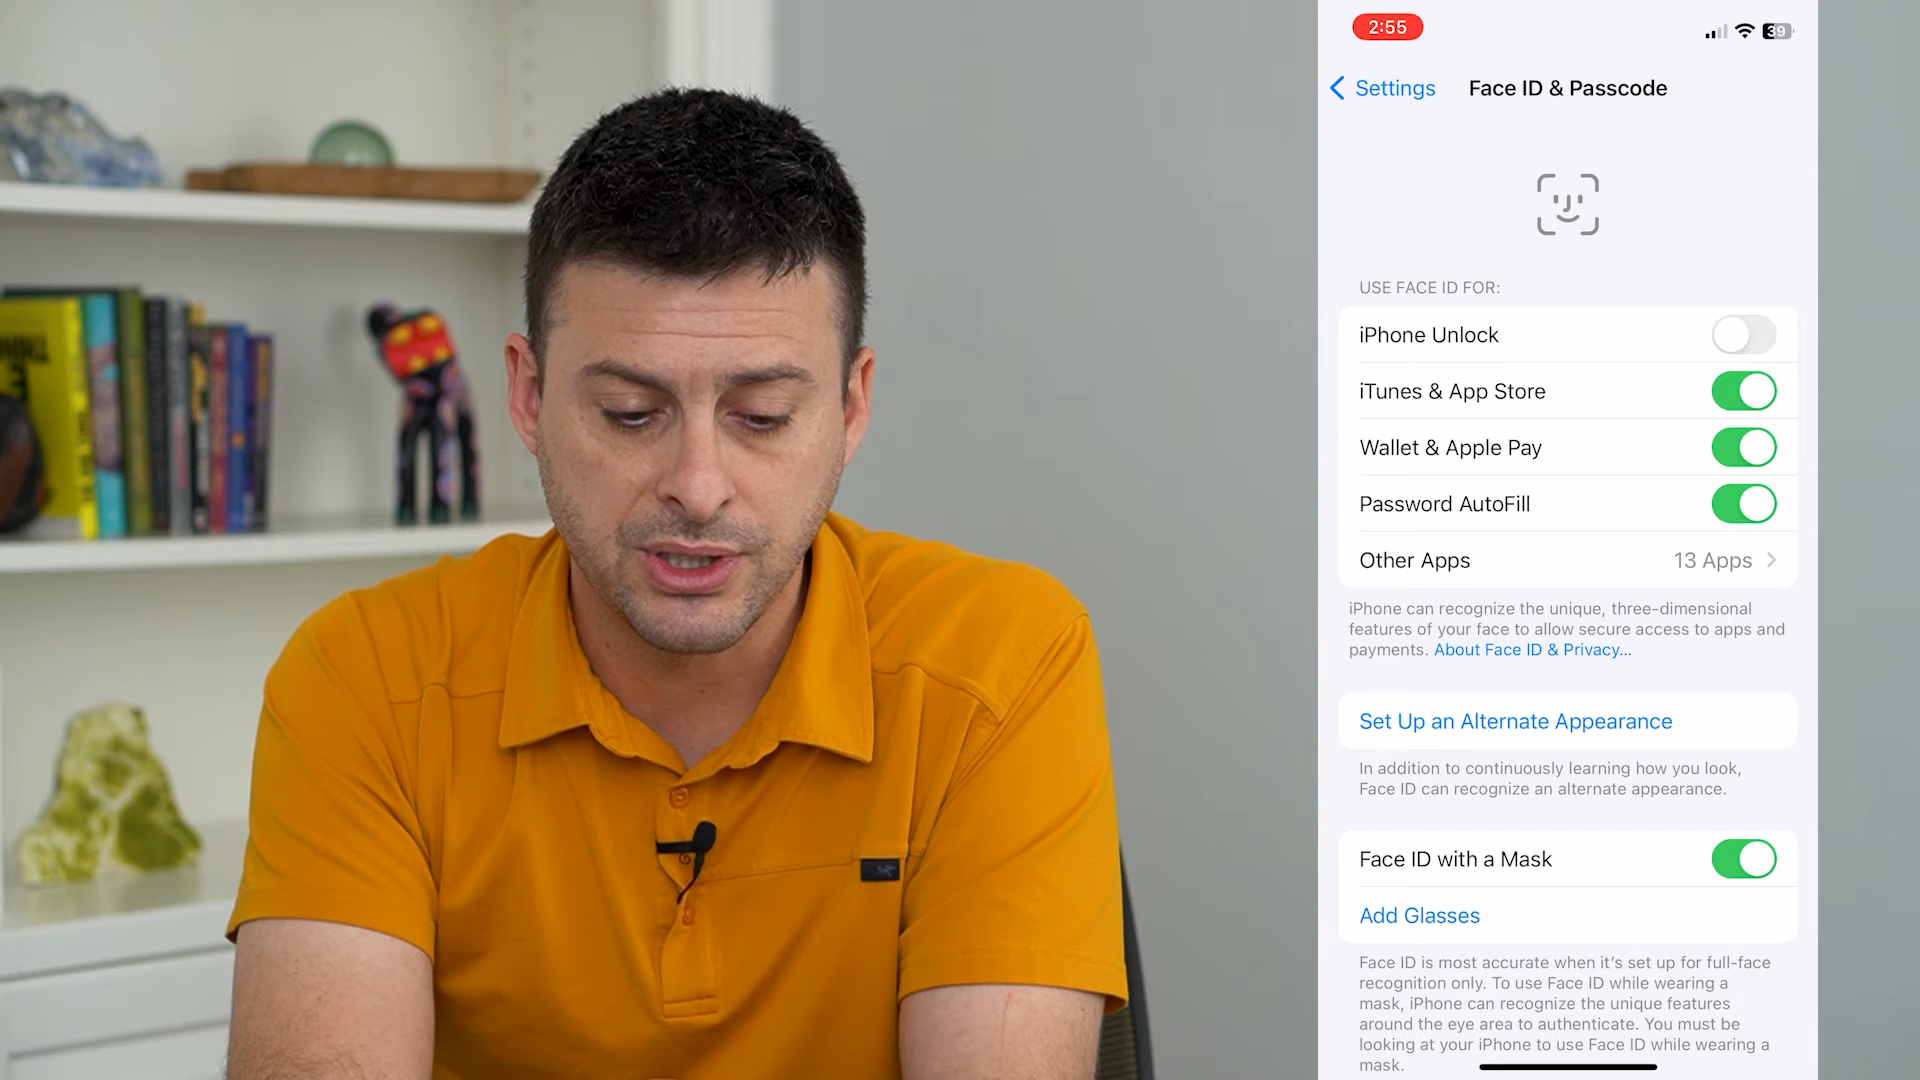 2:55
39
Settings
Face ID & Passcode
USE FACE ID FOR:
iPhone Unlock
iTunes & App Store
Wallet & Apple Pay
Password AutoFill
Other Apps 13 Apps
iPhone can recognize the unique, three-dimensional
features of your face to allow secure access to apps and
payments. About Face ID & Privacy...
Set Up an Alternate Appearance
In addition to continuously learning how you look,
Face ID can recognize an alternate appearance.
Face ID with a Mask
Add Glasses
Face ID is most accurate when it's set up for full-face
recognition only. To use Face ID while wearing a
mask, iPhone can recognize the unique features
around the eye area to authenticate. You must be
looking at your iPhone to use Face ID while wearing a
mask.